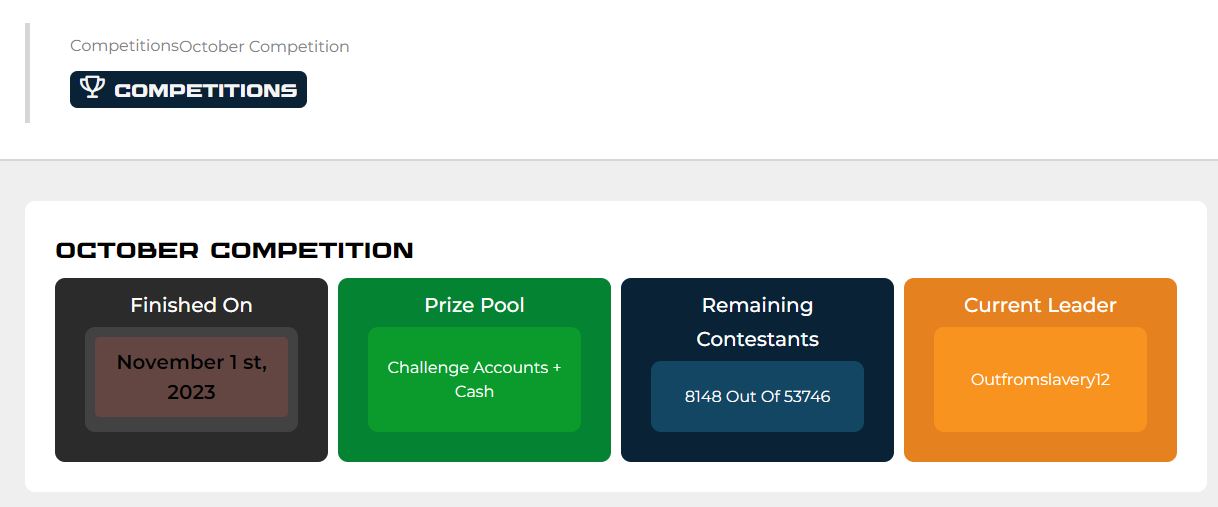 CompetitionsOctober Competition
COMPETITIONS
OCTOBER COMPETITION
Finished On
November 1 st,
2023
Prize Pool
Challenge Accounts +
Cash
Remaining
Contestants
8148 Out Of 53746
Current Leader
Outfromslavery12